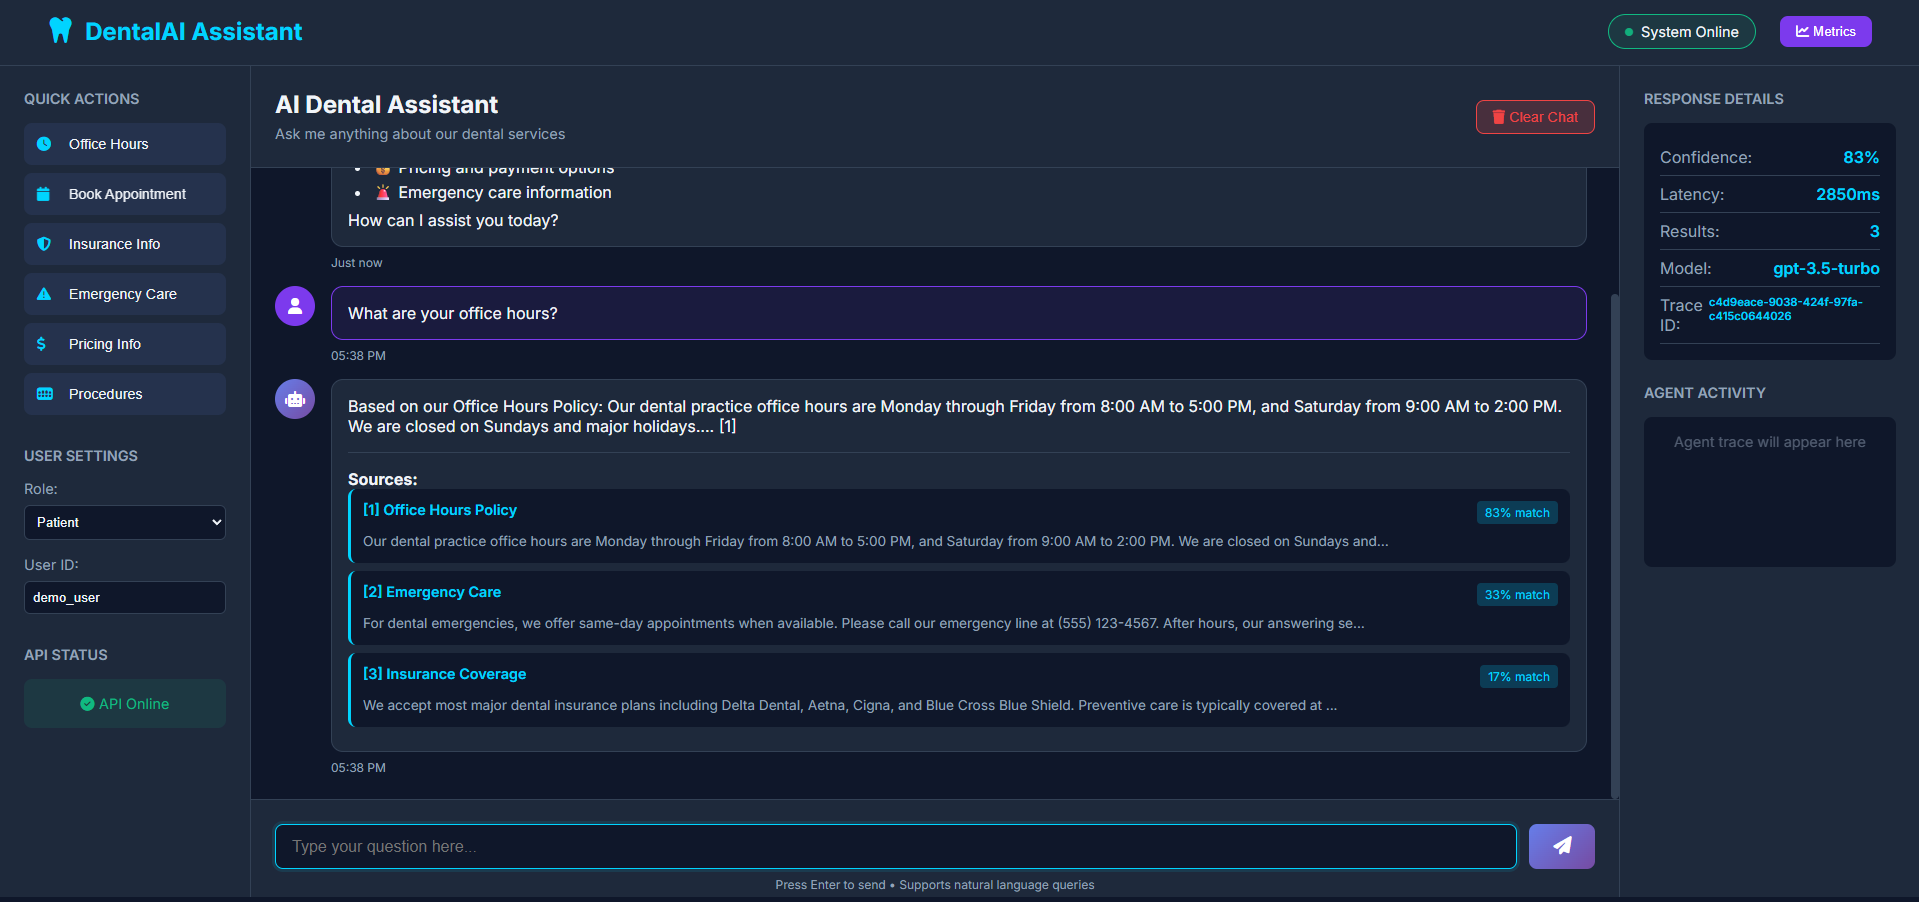 DentalAI Assistant
System Online
Metrics
QUICK ACTIONS
Office Hours
Book Appointment
Insurance Info
Emergency Care
Pricing Info
Procedures
USER SETTINGS
Role:
Patient
User ID:
demo_user
API STATUS
API Online
AI Dental Assistant
Ask me anything about our dental services
Clear Chat
• Pricing and payment options
• Emergency care information
How can I assist you today?
Just now
What are your office hours?
05:38 PM
Based on our Office Hours Policy: Our dental practice office hours are Monday through Friday from 8:00 AM to 5:00 PM, and Saturday from 9:00 AM to 2:00 PM.
We are closed on Sundays and major holidays.... [1]
Sources:
[1] Office Hours Policy
83% match
Our dental practice office hours are Monday through Friday from 8:00 AM to 5:00 PM, and Saturday from 9:00 AM to 2:00 PM. We are closed on Sundays and...
[2] Emergency Care
33% match
For dental emergencies, we offer same-day appointments when available. Please call our emergency line at (555) 123-4567. After hours, our answering se...
[3] Insurance Coverage
17% match
We accept most major dental insurance plans including Delta Dental, Aetna, Cigna, and Blue Cross Blue Shield. Preventive care is typically covered at ...
05:38 PM
Type your question here...
Press Enter to send • Supports natural language queries
RESPONSE DETAILS
Confidence: 83%
Latency: 2850ms
Results: 3
Model: gpt-3.5-turbo
Trace ID: c4d9eace-9038-424f-97fa-
c415c0644026
AGENT ACTIVITY
Agent trace will appear here